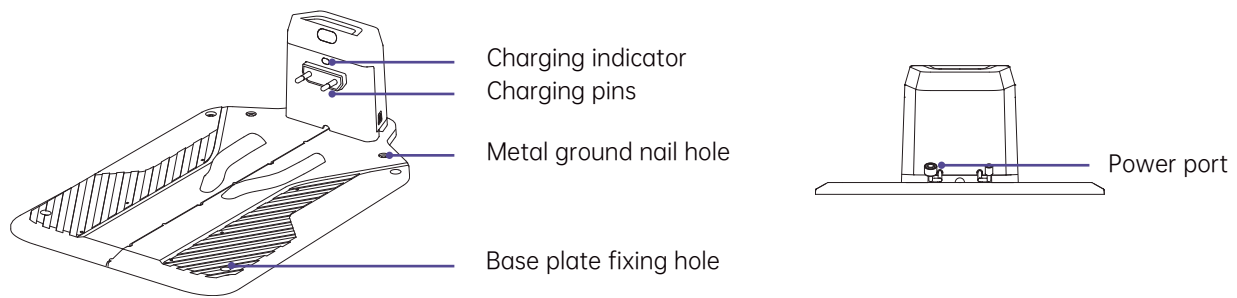 Charging indicator
Charging pins
Metal ground nail hole
Base plate fixing hole
Power port